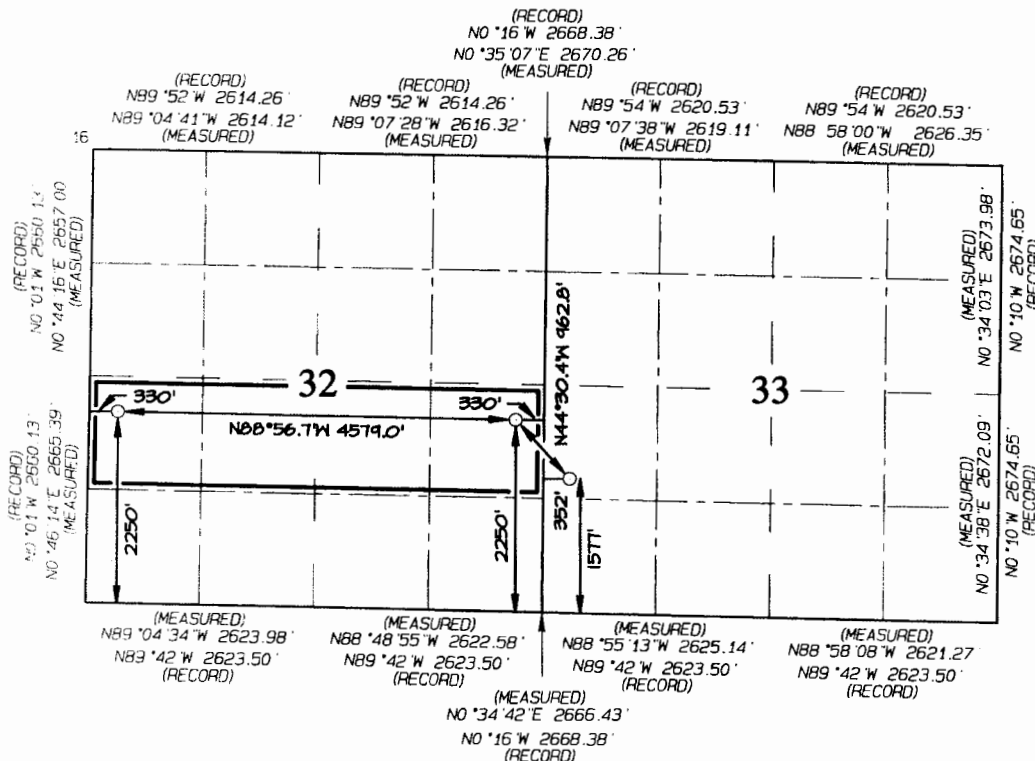 (RECORD)
N0 °16 'W 2668.38 '
N0 °35 '07 "E 2670.26 '
(MEASURED)
(RECORD)
N89 °52 'W 2614.26 '
N89 °04 '41 "W 2614.12 '
(MEASURED)
(RECORD)
N89 °52 'W 2614.26 '
N89 °07 '28 "W 2616.32 '
(MEASURED)
(RECORD)
N89 °54 'W 2620.53 '
N89 °07 '38 "W 2619.11 '
(MEASURED)
(RECORD)
N89 °54 'W 2620.53 '
N88 58 '00 "W 2626.35 '
(MEASURED)
16
(RECORD)
N0 °01 'W 2660.13 '
N0 °44 '16 "E 2657.00
(MEASURED)
(RECORD)
N0 °01 'W 2660.13 '
N0 °46 '14 "E 2665.39 '
(MEASURED)
(MEASURED)
N0 °34 '03 "E 2673.98 '
N0 °10 'W 2674.65 '
(RECORD)
(MEASURED)
N0 °34 '38 "E 2672.09 '
N0 °10 'W 2674.65 '
(RECORD)
32
33
330'
330'
N88°56.7'W 4579.0'
N44°30.4'W 962.8'
2250'
2250'
352'
1577'
(MEASURED)
N89 °04 '34 "W 2623.98 '
N89 °42 'W 2623.50 '
(RECORD)
(MEASURED)
N88 °48 '55 "W 2622.58 '
N89 °42 'W 2623.50 '
(RECORD)
(MEASURED)
N88 °55 '13 "W 2625.14 '
N89 °42 'W 2623.50 '
(RECORD)
(MEASURED)
N88 °58 '08 "W 2621.27 '
N89 °42 'W 2623.50 '
(RECORD)
(MEASURED)
N0 °34 '42 "E 2666.43 '
N0 °16 'W 2668.38 '
(RECORD)